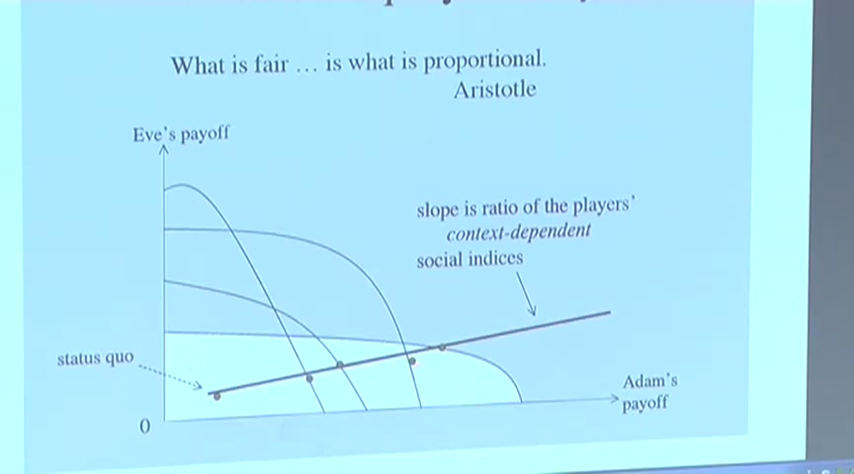 What is fair … is what is proportional.
Aristotle
Eve's payoff
slope is ratio of the players'
context-dependent
social indices
status quo
Adam's
payoff
0